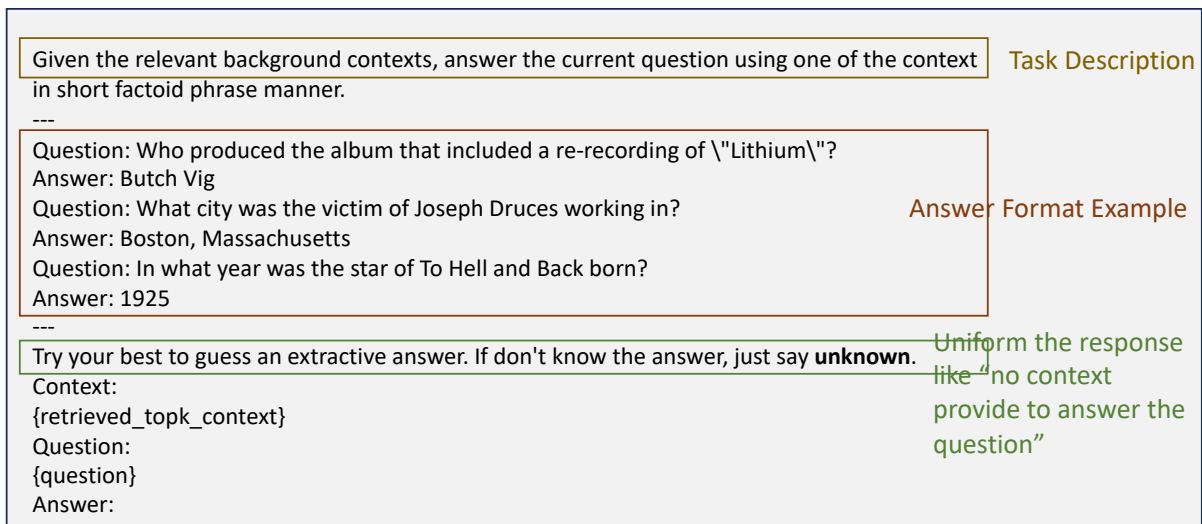 Given the relevant background contexts, answer the current question using one of the context
Task Description
in short factoid phrase manner.
---
Question: Who produced the album that included a re-recording of \"Lithium\"?
Answer: Butch Vig
Question: What city was the victim of Joseph Druces working in?
Answer Format Example
Answer: Boston, Massachusetts
Question: In what year was the star of To Hell and Back born?
Answer: 1925
---
Try your best to guess an extractive answer. If don't know the answer, just say unknown.
Uniform the response
like “no context
provide to answer the
question”
Context:
{retrieved_topk_context}
Question:
{question}
Answer: